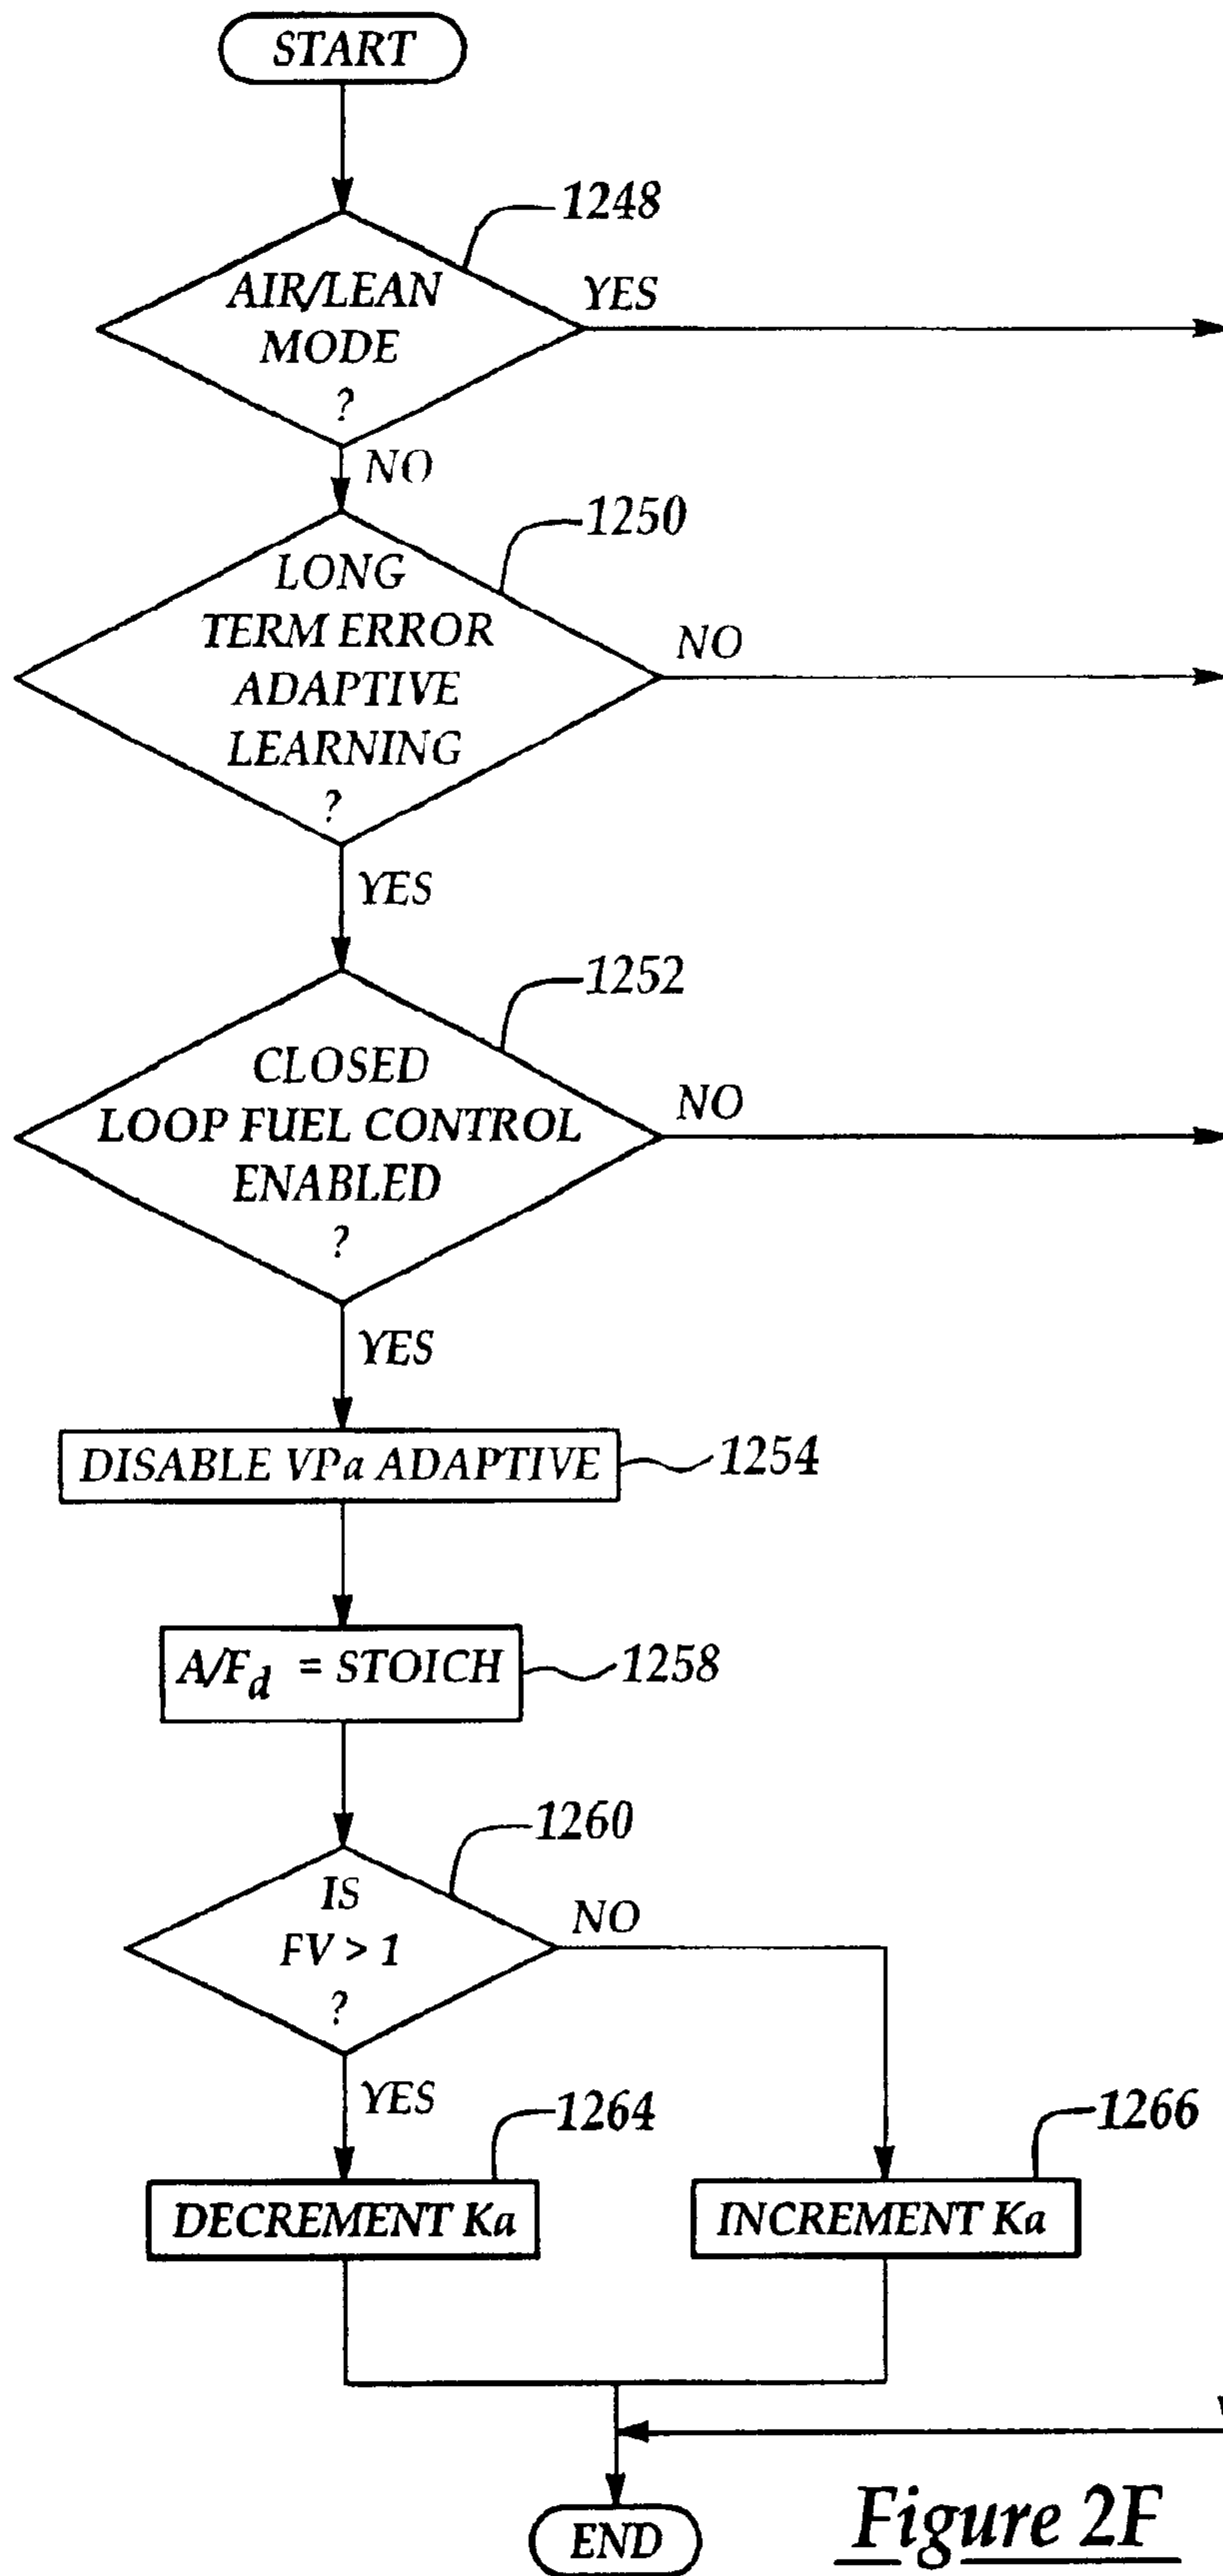 START
1248
AIR/LEAN
YES
MODE
?
NO
1250
LONG
TERM ERROR
NO
ADAPTIVE
LEARNING
?
YES
1252
CLOSED
LOOP FUEL CONTROL
NO
ENABLED
?
YES
DISABLE VPa ADAPTIVE
1254
A/Fd = STOICH
1258
1260
IS
NO
FV > 1
?
YES
1264
1266
DECREMENT Ka
INCREMENT Ka
END
Figure 2F